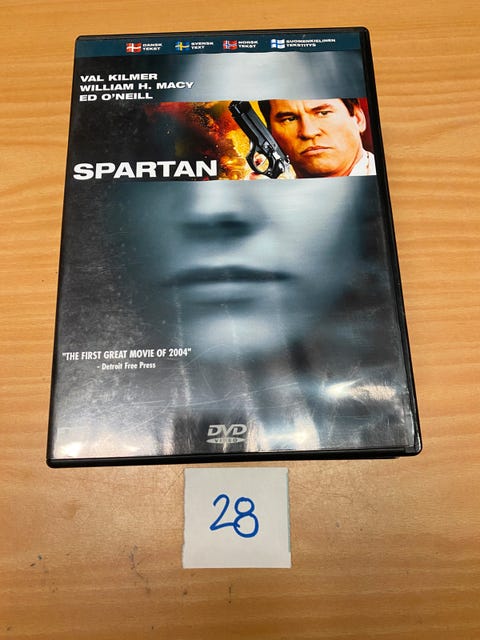 DANSK
TEKST
SVENSK
TEXT
NORSK
TEKST
SUOMENKIELINEN
TEKSTITYS
VAL KILMER
WILLIAM H. MACY
ED O'NEILL
SPARTAN
"THE FIRST GREAT MOVIE OF 2004"
- Detroit Free Press
DVD
VIDEO
28